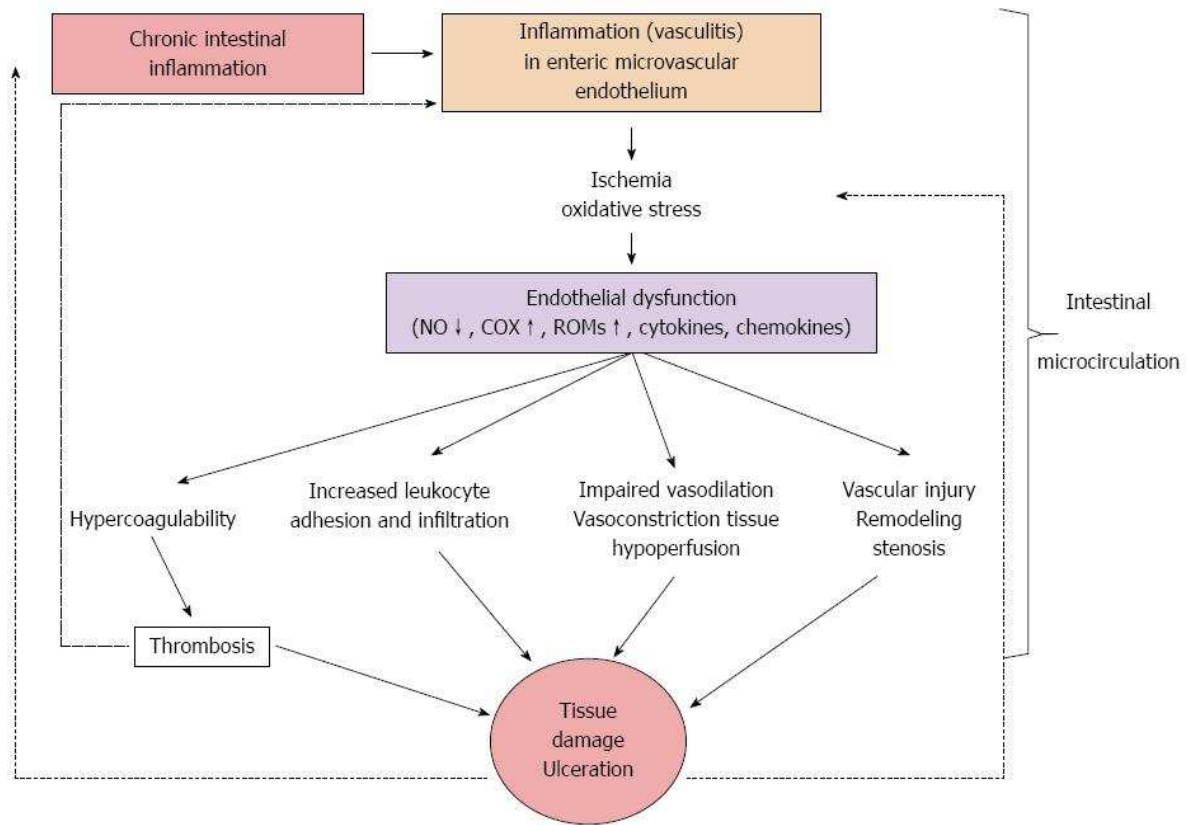 Chronic intestinal
inflammation
Inflammation (vasculitis)
in enteric microvascular
endothelium
Ischemia
oxidative stress
Endothelial dysfunction
(NO ↓ , COX ↑ , ROMs ↑ , cytokines, chemokines)
Intestinal
microcirculation
Hypercoagulability
Increased leukocyte
adhesion and infiltration
Impaired vasodilation
Vasoconstriction tissue
hypoperfusion
Vascular injury
Remodeling
stenosis
Thrombosis
Tissue
damage
Ulceration